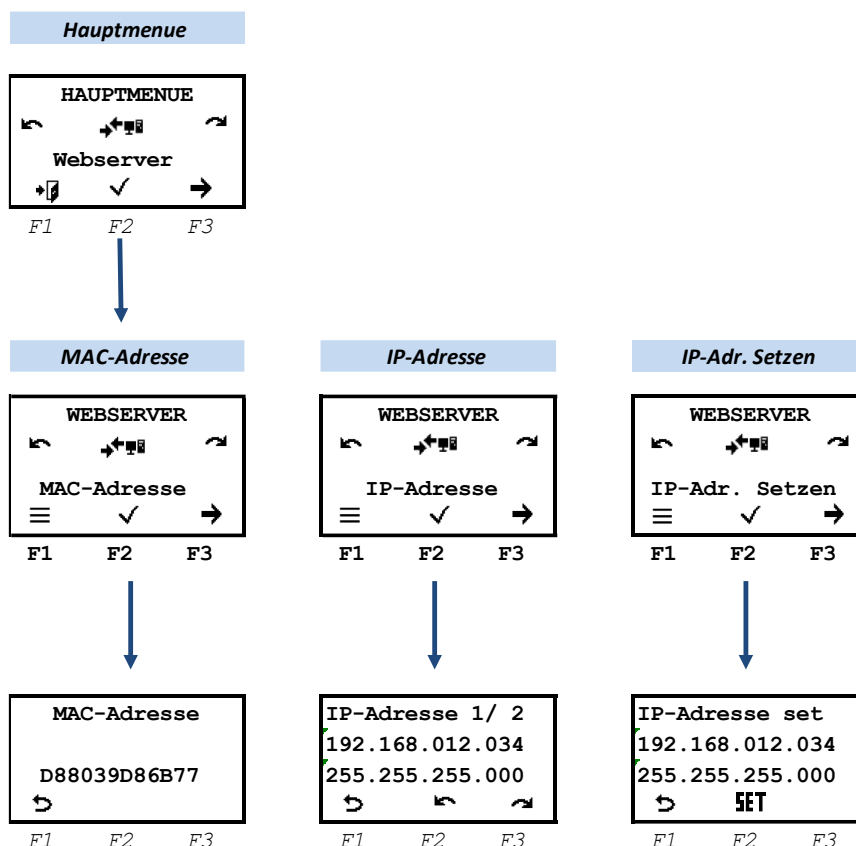 Hauptmenue
HAUPTMENUE
Webserver
F1 F2 F3
MAC-Adresse
WEBSERVER
MAC-Adresse
F1 F2 F3
MAC-Adresse
D88039D86B77
F1 F2 F3
IP-Adresse
WEBSERVER
IP-Adresse
F1 F2 F3
IP-Adresse 1/ 2
192.168.012.034
255.255.255.000
F1 F2 F3
IP-Adr. Setzen
WEBSERVER
IP-Adr. Setzen
F1 F2 F3
IP-Adresse set
192.168.012.034
255.255.255.000
SET
F1 F2 F3